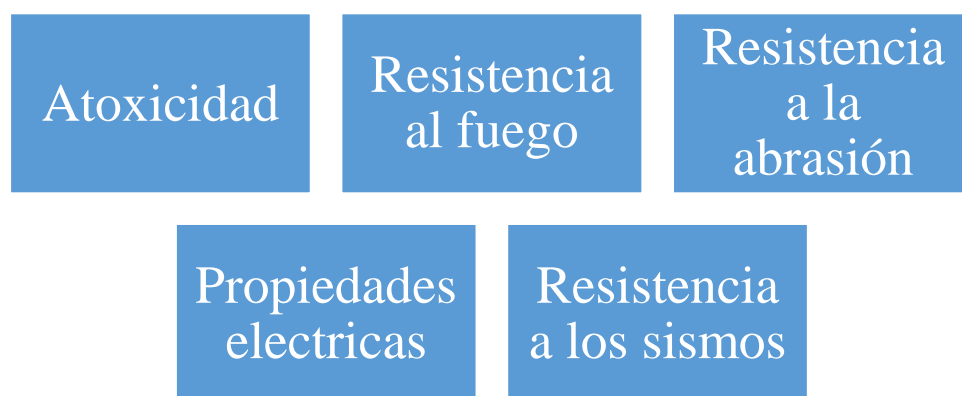 Atoxicidad
Resistencia
al fuego
Resistencia
a la
abrasión
Propiedades
electricas
Resistencia
a los sismos